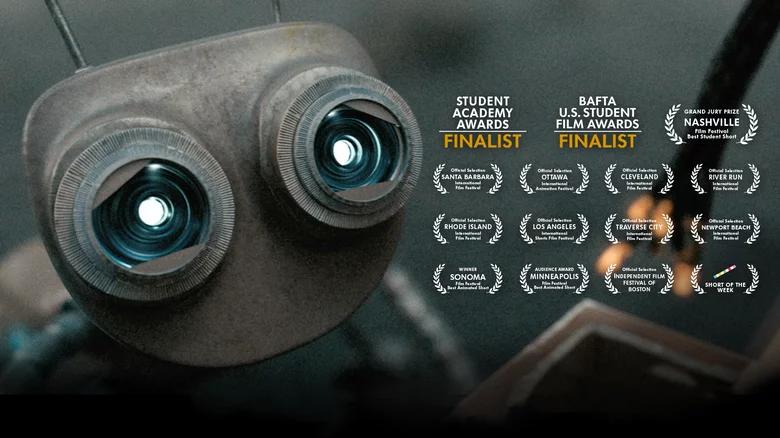 STUDENT
ACADEMY
AWARDS
FINALIST
BAFTA
U.S. STUDENT
FILM AWARDS
FINALIST
GRAND JURY PRIZE
NASHVILLE
Film Festival
Best Student Short
Official Selection
SANTA BARBARA
International
Film Festival
Official Selection
OTTAWA
International
Animation Festival
Official Selection
CLEVELAND
International
Film Festival
Official Selection
RIVER RUN
International
Film Festival
Official Selection
RHODE ISLAND
International
Film Festival
Official Selection
LOS ANGELES
International
Shorts Film Festival
Official Selection
TRAVERSE CITY
International
Film Festival
Official Selection
NEWPORT BEACH
International
Film Festival
WINNER
SONOMA
Film Festival
Best Animated Short
AUDIENCE AWARD
MINNEAPOLIS
Film Festival
Best Animated Short
Official Selection
INDEPENDENT FILM
FESTIVAL OF
BOSTON
SHORT OF THE
WEEK